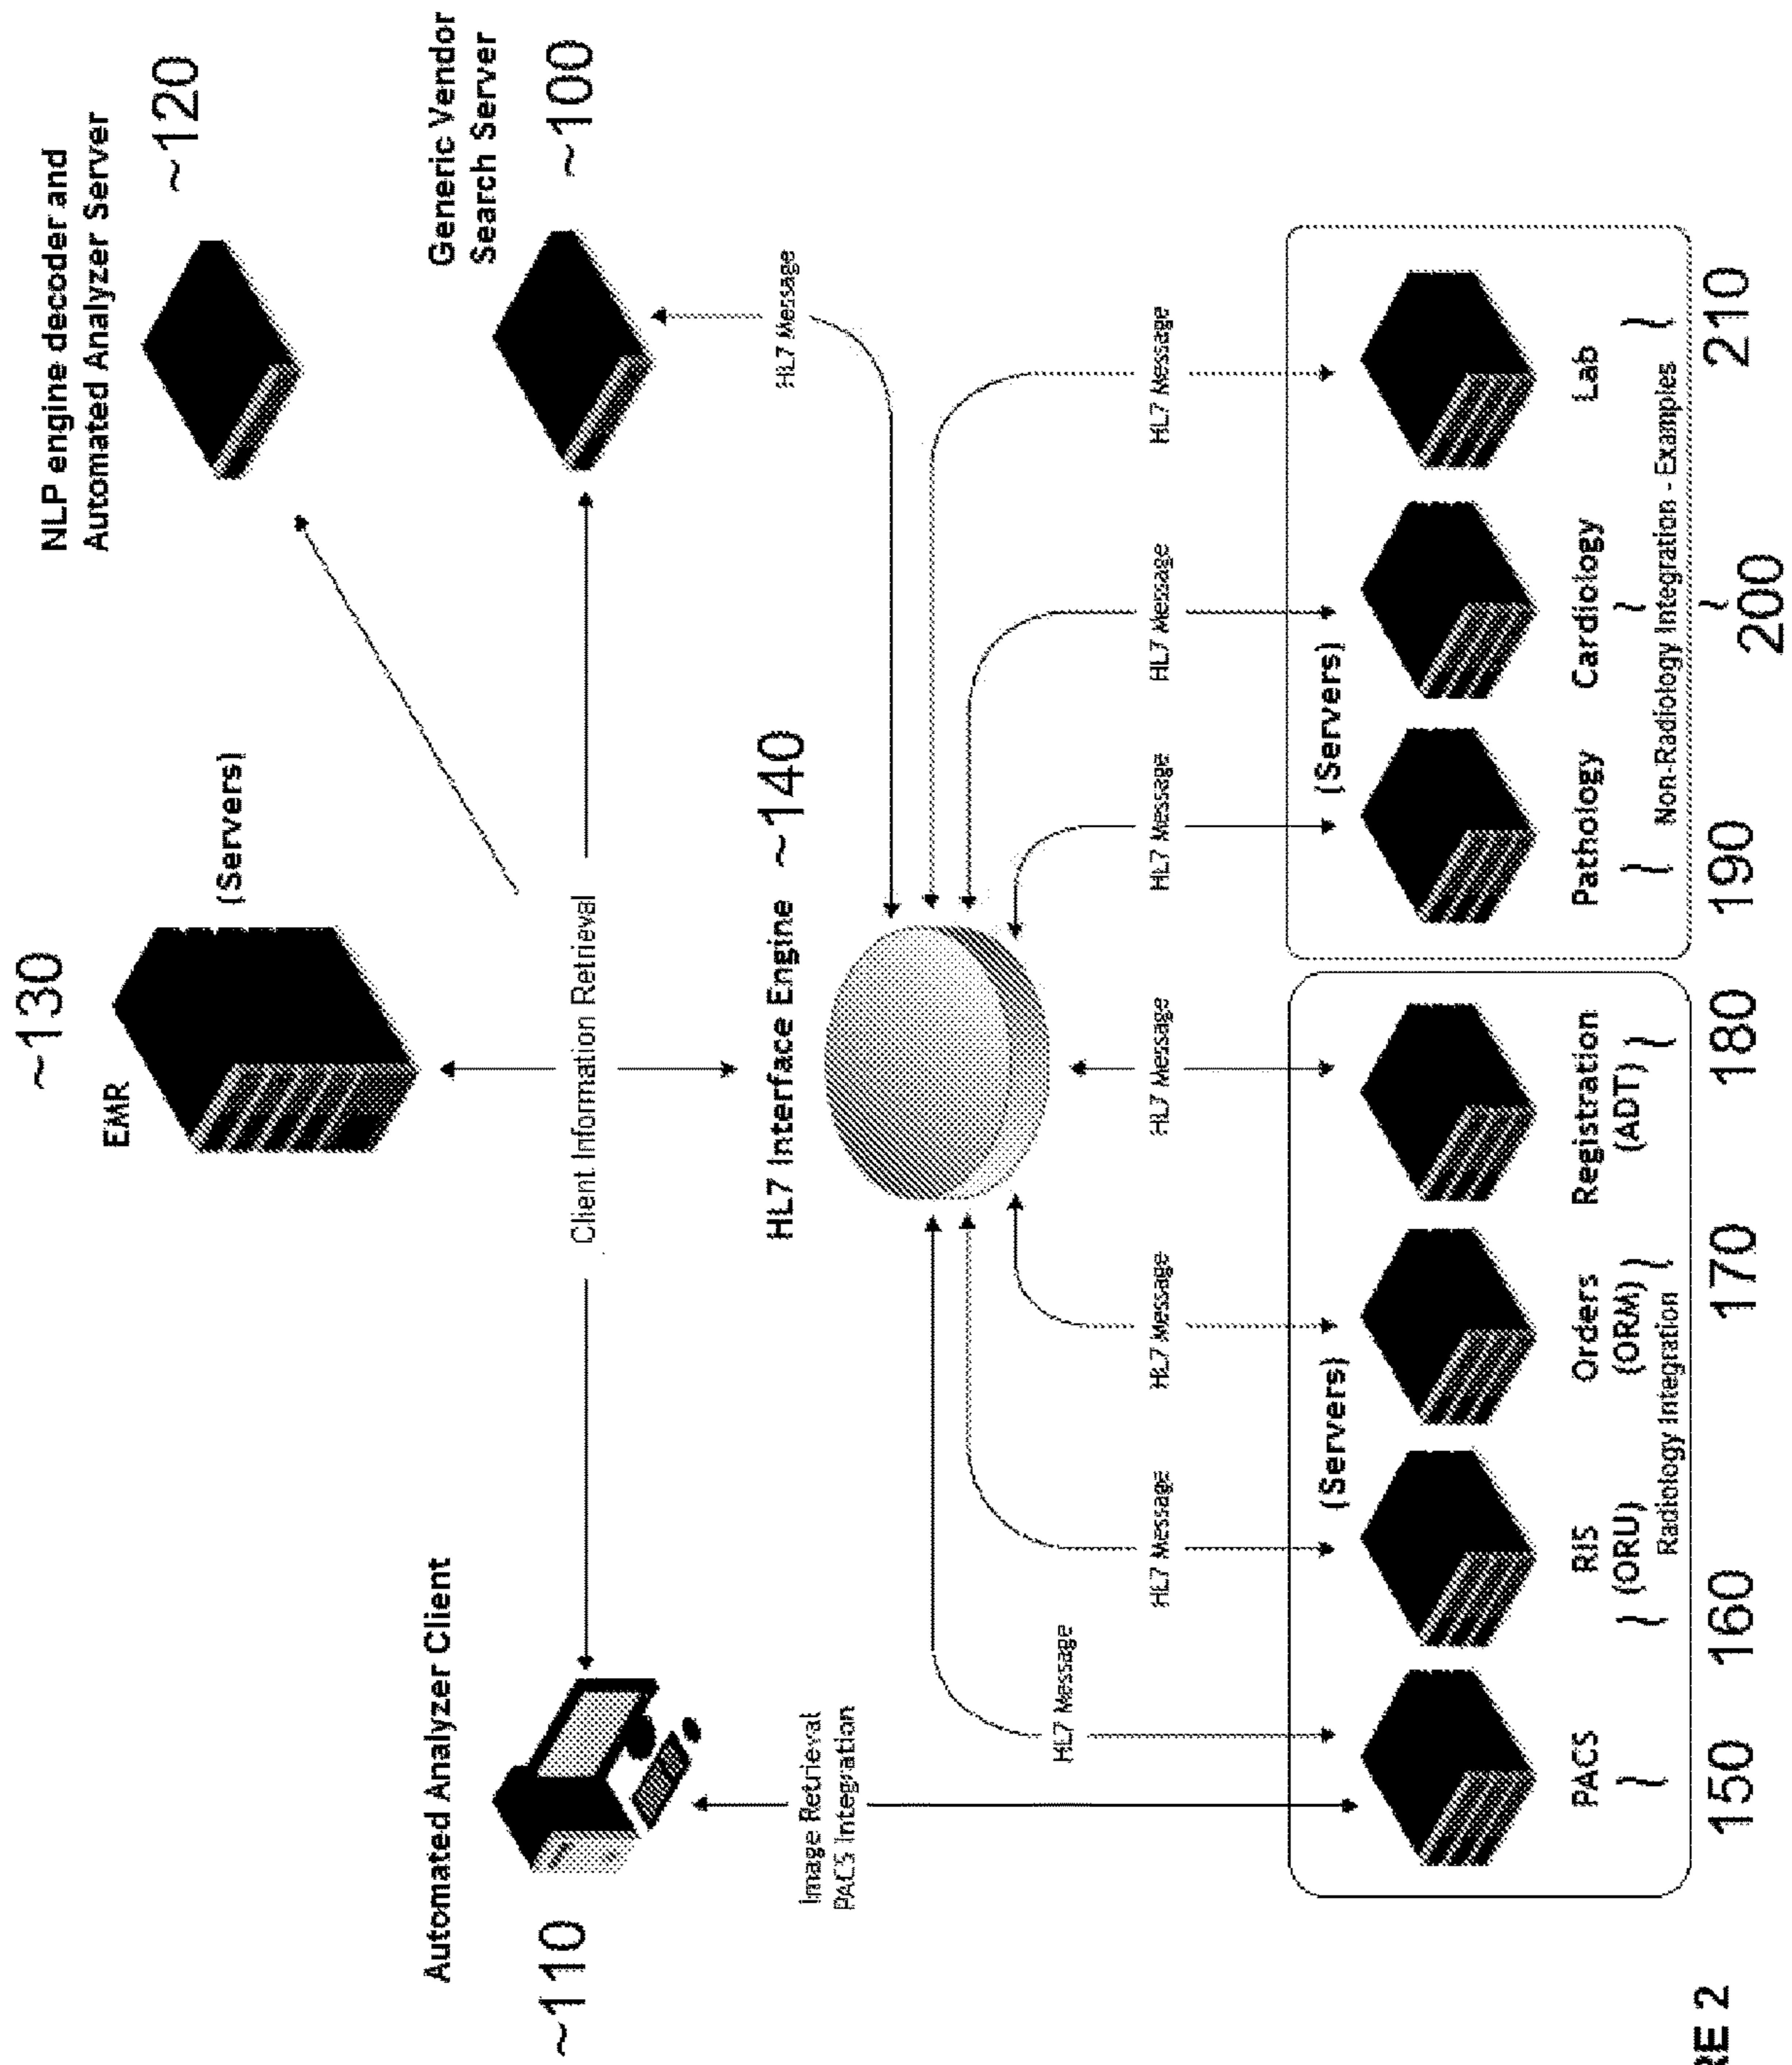 ~130
EMR
(Servers)
NLP engine decoder and
Automated Analyzer Server
~120
Automated Analyzer Client
~110
Client Information Retrieval
Generic Vendor
Search Server
~100
HL7 Interface Engine ~140
Image Retrieval
PACS Integration
HL7 Message
HL7 Message
HL7 Message
HL7 Message
HL7 Message
HL7 Message
HL7 Message
HL7 Message
HL7 Message
(Servers)
(Servers)
PACS
RIS
(ORU)
Orders
(ORM)
Registration
(ADT)
Radiology Integration
Pathology
Cardiology
Lab
Non-Radiology Integration - Examples
150
160
170
180
190
200
210
RE 2